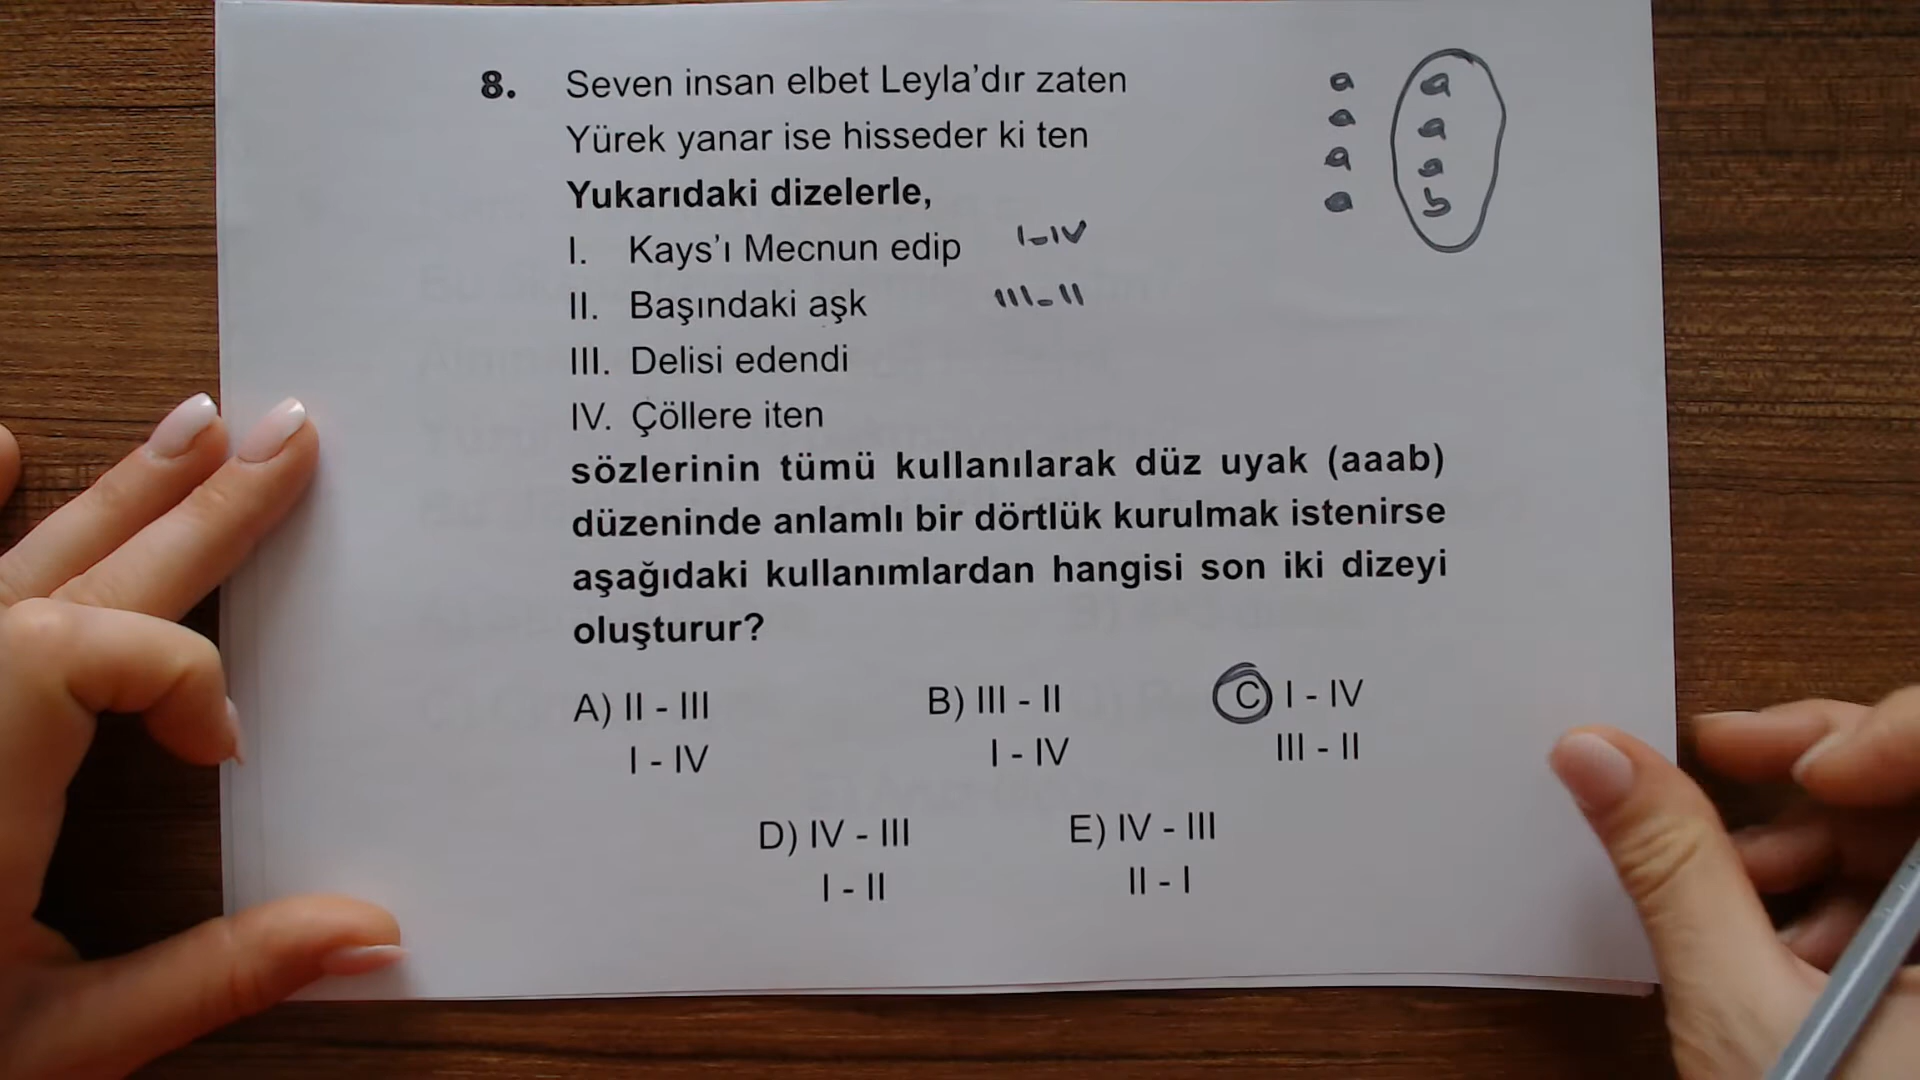 8. Seven insan elbet Leyla'dır zaten
Yürek yanar ise hisseder ki ten
Yukarıdaki dizelerle,
I. Kays'ı Mecnun edip
II. Başındaki aşk
III. Delisi edendi
IV. Çöllere iten
sözlerinin tümü kullanılarak düz uyak (aaab)
düzeninde anlamlı bir dörtlük kurulmak istenirse
aşağıdaki kullanımlardan hangisi son iki dizeyi
oluşturur?
A) II - III
I - IV
B) III - II
I - IV
C) I - IV
III - II
D) IV - III
I - II
E) IV - III
II - I
I-IV
III-II
a a
a a
a a
a b